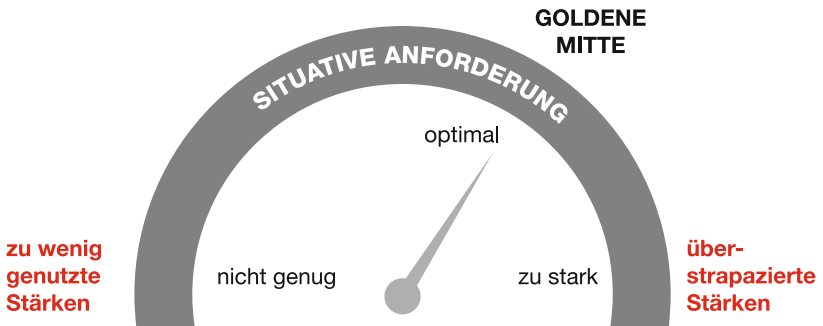 GOLDENE
MITTE
SITUATIVE ANFORDERUNG
optimal
zu wenig
genutzte
Stärken
nicht genug
zu stark
über-
strapazierte
Stärken